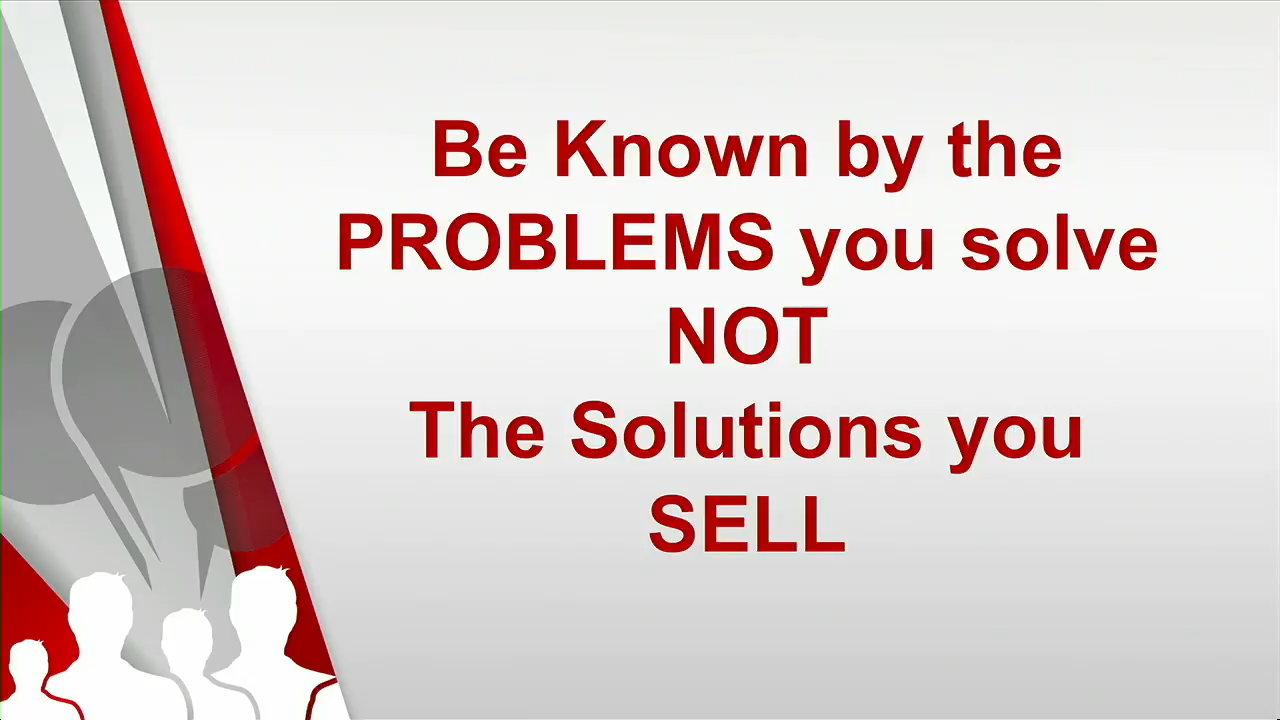 Be Known by the
PROBLEMS you solve
NOT
The Solutions you
SELL